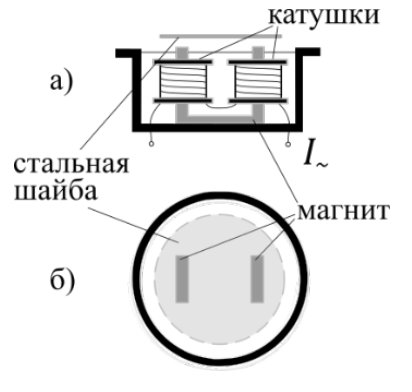 катушки
а)
I~
стальная
шайба
магнит
б)